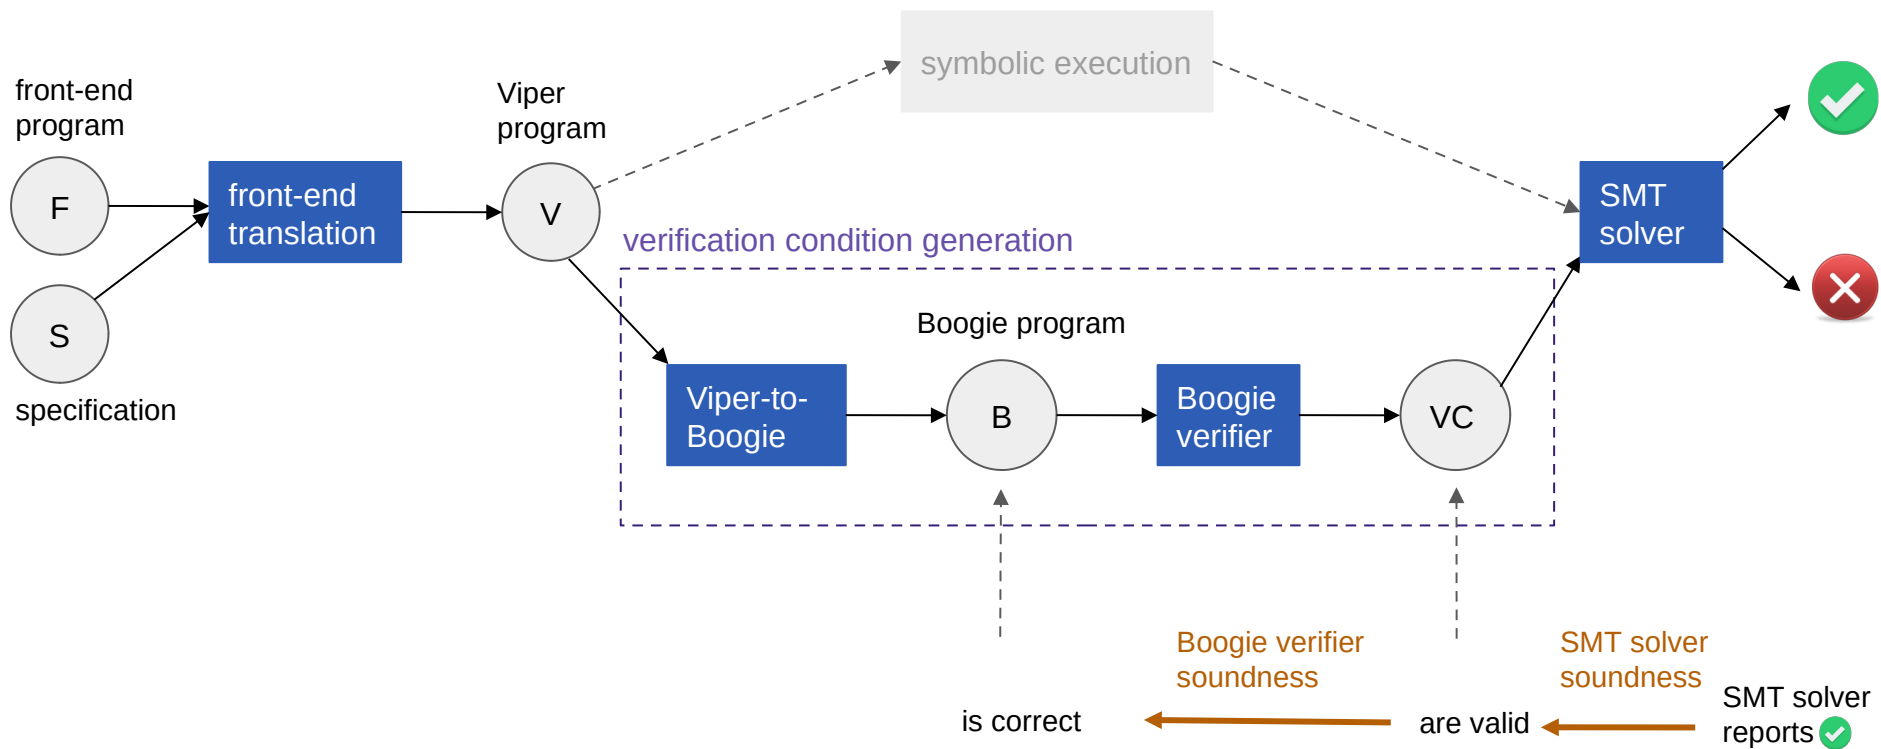 symbolic execution
front-end
program
Viper
program
F
front-end
translation
V
SMT
solver
verification condition generation
S
specification
Boogie program
Viper-to-
Boogie
B
Boogie
verifier
VC
Boogie verifier
soundness
SMT solver
soundness
is correct
are valid
SMT solver
reports